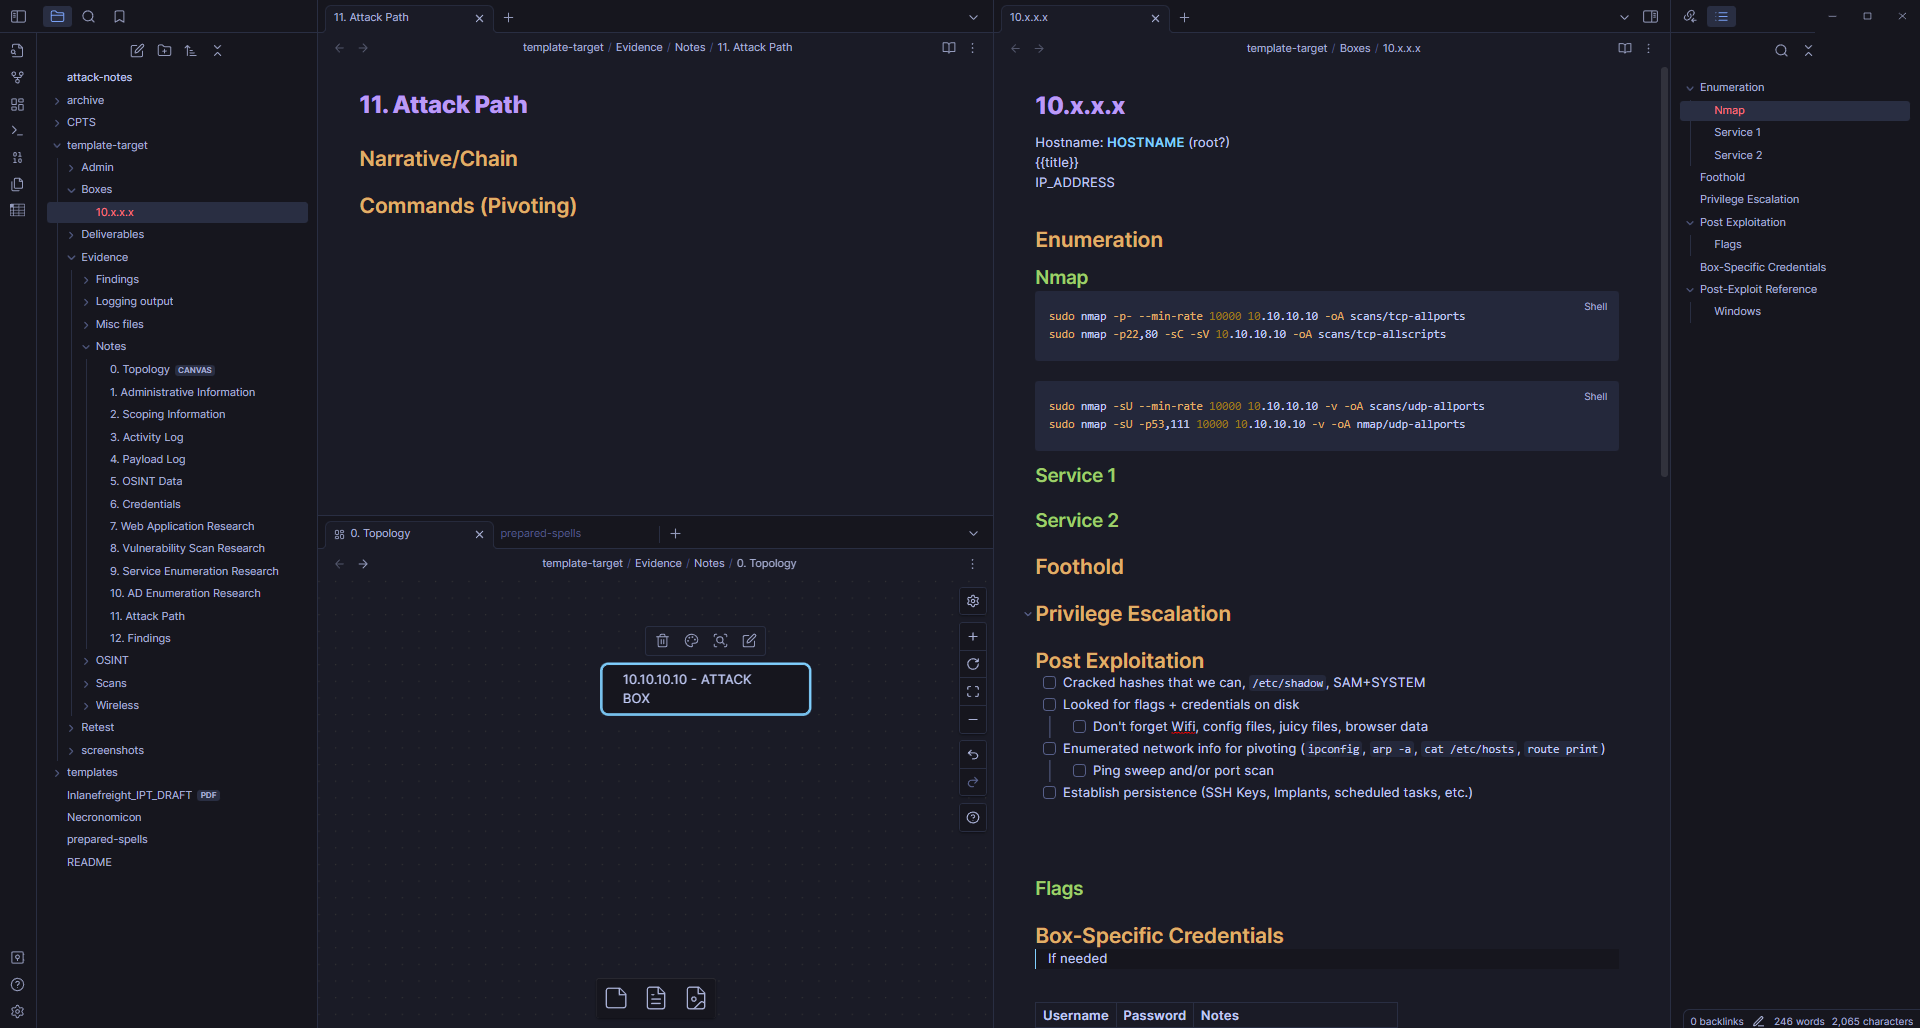 attack-notes
archive
CPTS
template-target
Admin
Boxes
10.x.x.x
Deliverables
Evidence
Findings
Logging output
Misc files
Notes
0. Topology CANVAS
1. Administrative Information
2. Scoping Information
3. Activity Log
4. Payload Log
5. OSINT Data
6. Credentials
7. Web Application Research
8. Vulnerability Scan Research
9. Service Enumeration Research
10. AD Enumeration Research
11. Attack Path
12. Findings
OSINT
Scans
Wireless
Retest
screenshots
templates
Inlanefreight_IPT_DRAFT PDF
Necronomicon
prepared-spells
README
11. Attack Path
template-target / Evidence / Notes / 11. Attack Path
11. Attack Path
Narrative/Chain
Commands (Pivoting)
0. Topology
prepared-spells
template-target / Evidence / Notes / 0. Topology
10.10.10.10 - ATTACK
BOX
10.x.x.x
template-target / Boxes / 10.x.x.x
10.x.x.x
Hostname: HOSTNAME (root?)
{{title}}
IP_ADDRESS
Enumeration
Nmap
Shell
sudo nmap -p- --min-rate 10000 10.10.10.10 -oA scans/tcp-allports
sudo nmap -p22,80 -sC -sV 10.10.10.10 -oA scans/tcp-allscripts
Shell
sudo nmap -sU --min-rate 10000 10.10.10.10 -v -oA scans/udp-allports
sudo nmap -sU -p53,111 10000 10.10.10.10 -v -oA nmap/udp-allports
Service 1
Service 2
Foothold
Privilege Escalation
Post Exploitation
Cracked hashes that we can, /etc/shadow, SAM+SYSTEM
Looked for flags + credentials on disk
Don't forget Wifi, config files, juicy files, browser data
Enumerated network info for pivoting (ipconfig, arp -a, cat /etc/hosts, route print)
Ping sweep and/or port scan
Establish persistence (SSH Keys, Implants, scheduled tasks, etc.)
Flags
Box-Specific Credentials
If needed
Username Password Notes
Enumeration
Nmap
Service 1
Service 2
Foothold
Privilege Escalation
Post Exploitation
Flags
Box-Specific Credentials
Post-Exploit Reference
Windows
0 backlinks 246 words 2,065 characters